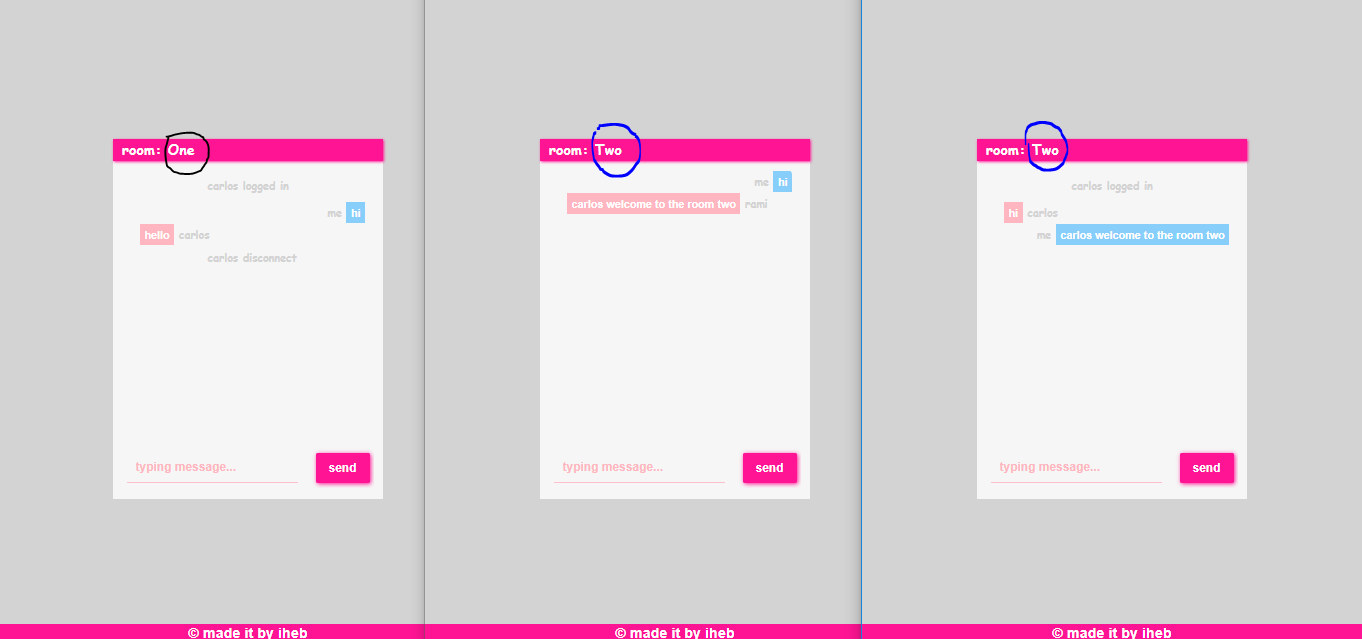 room: One
carlos logged in
me hi
hello carlos
carlos disconnect
typing message...
send
© made it by iheb
room: Two
me hi
carlos welcome to the room two rami
typing message...
send
© made it by iheb
room: Two
carlos logged in
hi carlos
me carlos welcome to the room two
typing message...
send
© made it by iheb